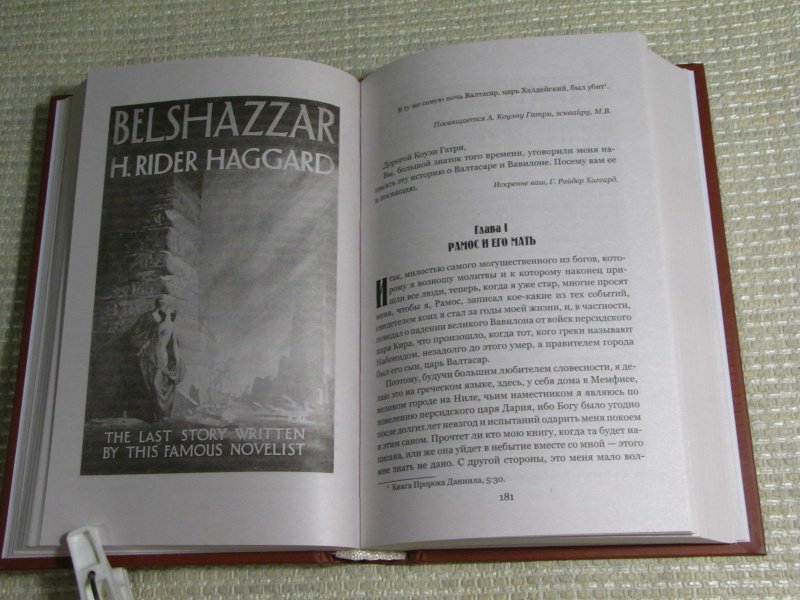 BELSHAZZAR
H. RIDER HAGGARD
THE LAST STORY WRITTEN
BY THIS FAMOUS NOVELIST
В ту же самую ночь Валтасар, царь Халдейский, был убит¹.
Посвящается А. Коуэну Гатри, эсквайру, M.B.
Дорогой Коуэн Гатри,
Вы, большой знаток того времени, уговорили меня на-
писать эту историю о Валтасаре и Вавилоне. Посему вам ее
и посвящаю.
Искренне ваш, Г. Райдер Хаггард.
Глава I
РАМОС И ЕГО МАТЬ
Итак, милостью самого могущественного из богов, кото-
рому я возношу молитвы и к которому наконец при-
шли все люди, теперь, когда я уже стар, многие просят
меня, чтобы я, Рамос, записал кое-какие из тех событий,
свидетелем коих я стал за годы моей жизни, и, в частности,
поведал о падении великого Вавилона от войск персидского
царя Кира, что произошло, когда тот, кого греки называют
Набонидом, незадолго до этого умер, а правителем города
был его сын, царь Валтасар.
Поэтому, будучи большим любителем словесности, я де-
лаю это на греческом языке, здесь, у себя дома в Мемфисе,
великом городе на Ниле, чьим наместником я являюсь по
повелению персидского царя Дария, ибо Богу было угодно
после долгих лет невзгод и испытаний одарить меня покоем
и этим саном. Прочтет ли кто мою книгу, когда та будет на-
писана, или же она уйдет в небытие вместе со мной — этого
мне знать не дано. С другой стороны, это меня мало вол-
¹ Книга Пророка Даниила, 5:30.
181